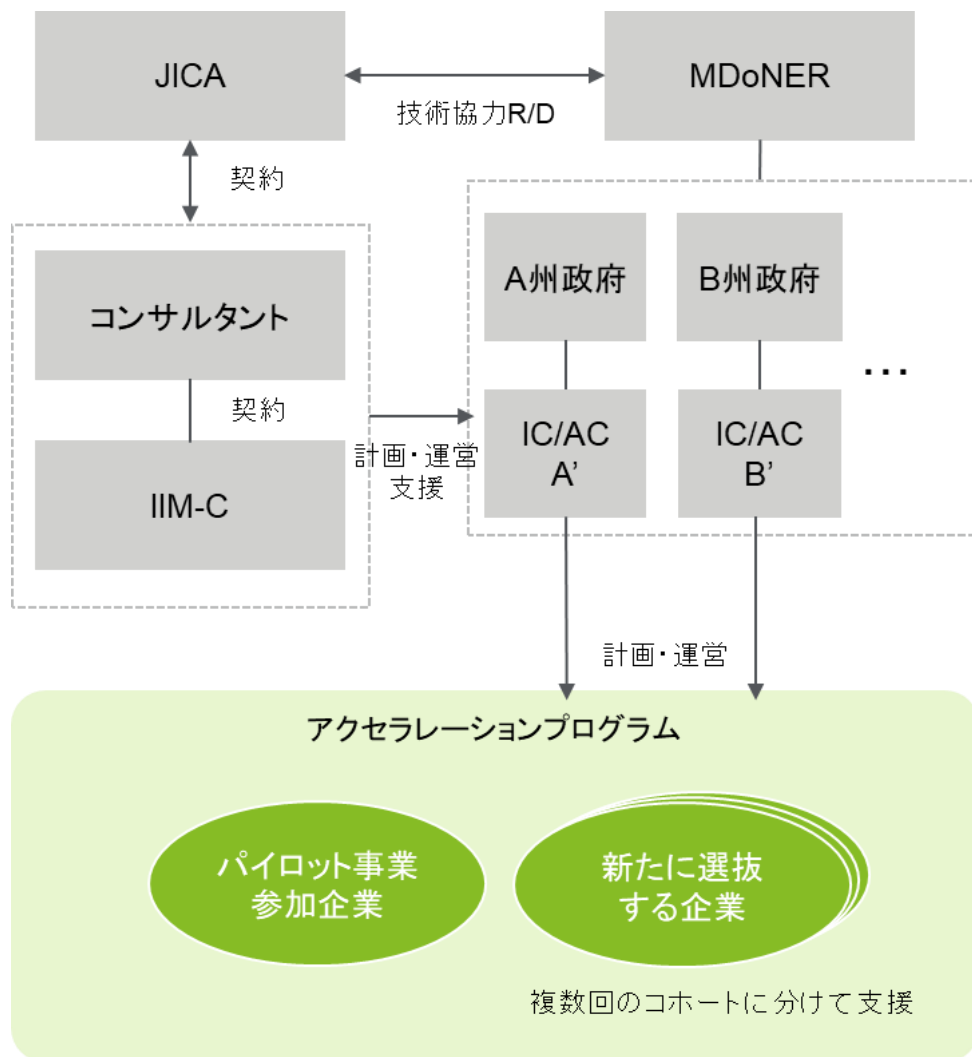 JICA
MDoNER
技術協力R/D
契約
A州政府
B州政府
コンサルタント
…
契約
IC/AC
A’
IC/AC
B’
計画・運営
支援
IIM-C
計画・運営
アクセラレーションプログラム
パイロット事業
参加企業
新たに選抜
する企業
複数回のコホートに分けて支援